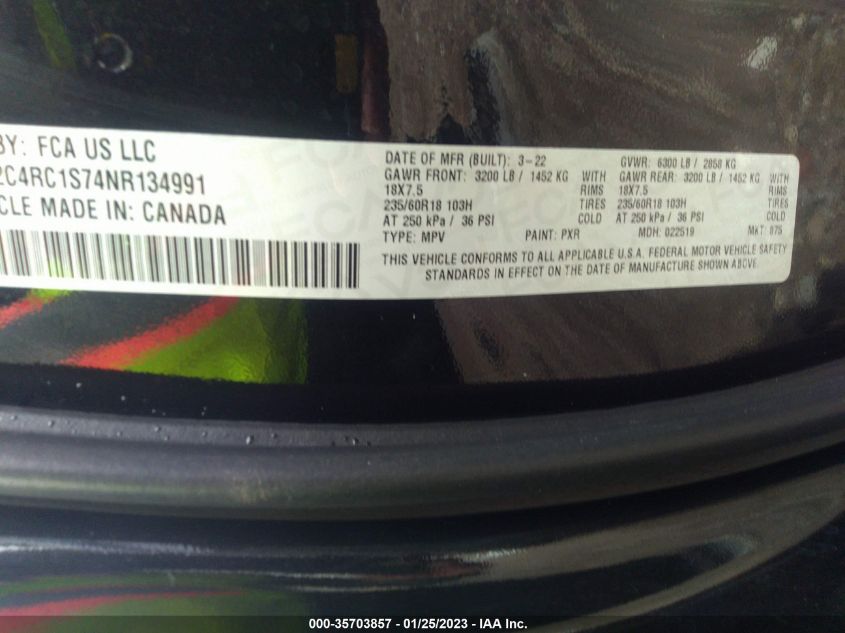 BY: FCA US LLC
2C4RC1S74NR134991
CLE MADE IN: CANADA
DATE OF MFR (BUILT): 3-22 GVWR: 6300 LB / 2858 KG
GAWR FRONT: 3200 LB / 1452 KG WITH GAWR REAR: 3200 LB / 1452 KG WITH
18X7.5 RIMS 18X7.5 RIMS
235/60R18 103H TIRES 235/60R18 103H TIRES
AT 250 kPa / 36 PSI COLD AT 250 kPa / 36 PSI COLD
TYPE: MPV PAINT: PXR MDH: 022519 MKT: 875
THIS VEHICLE CONFORMS TO ALL APPLICABLE U.S.A. FEDERAL MOTOR VEHICLE SAFETY
STANDARDS IN EFFECT ON THE DATE OF MANUFACTURE SHOWN ABOVE.
000-35703857 / 01/25/2023 - IAA Inc.